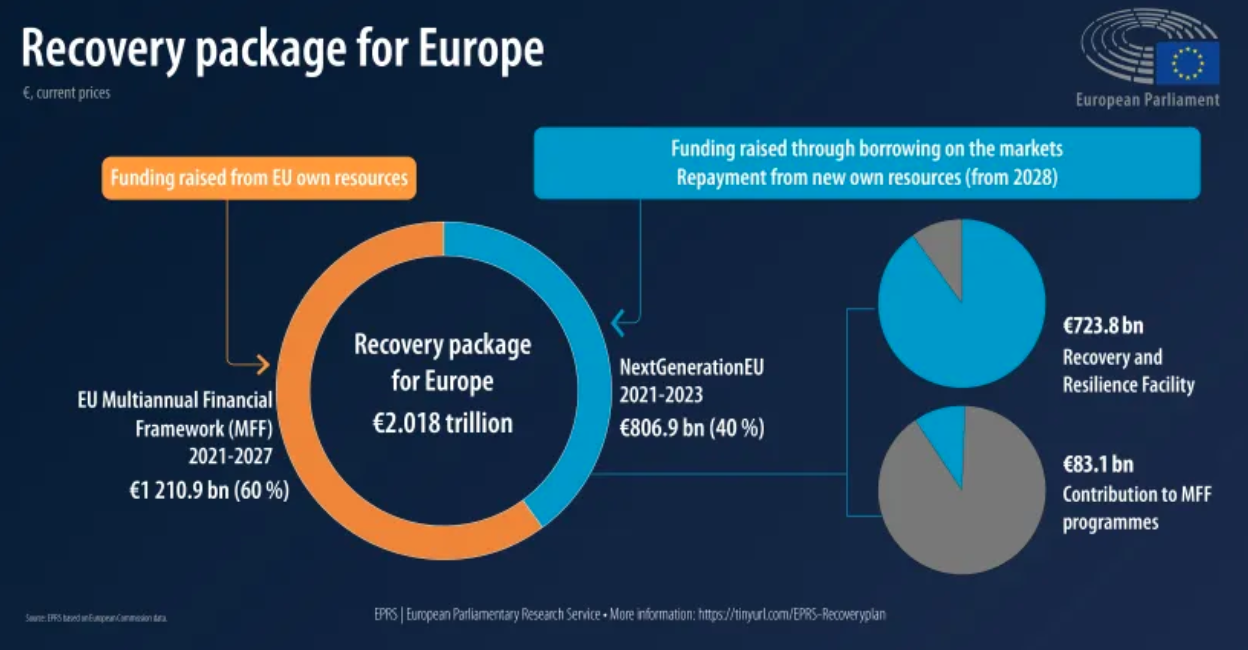 Recovery package for Europe
€, current prices
European Parliament
Funding raised from EU own resources
Funding raised through borrowing on the markets
Repayment from new own resources (from 2028)
Recovery package
for Europe
€2.018 trillion
EU Multiannual Financial
Framework (MFF)
2021-2027
€1 210.9 bn (60 %)
NextGenerationEU
2021-2023
€806.9 bn (40 %)
€723.8 bn
Recovery and
Resilience Facility
€83.1 bn
Contribution to MFF
programmes
Source: EPRS based on European Commission data.
EPRS | European Parliamentary Research Service • More information: https://tinyurl.com/EPRS-Recoveryplan